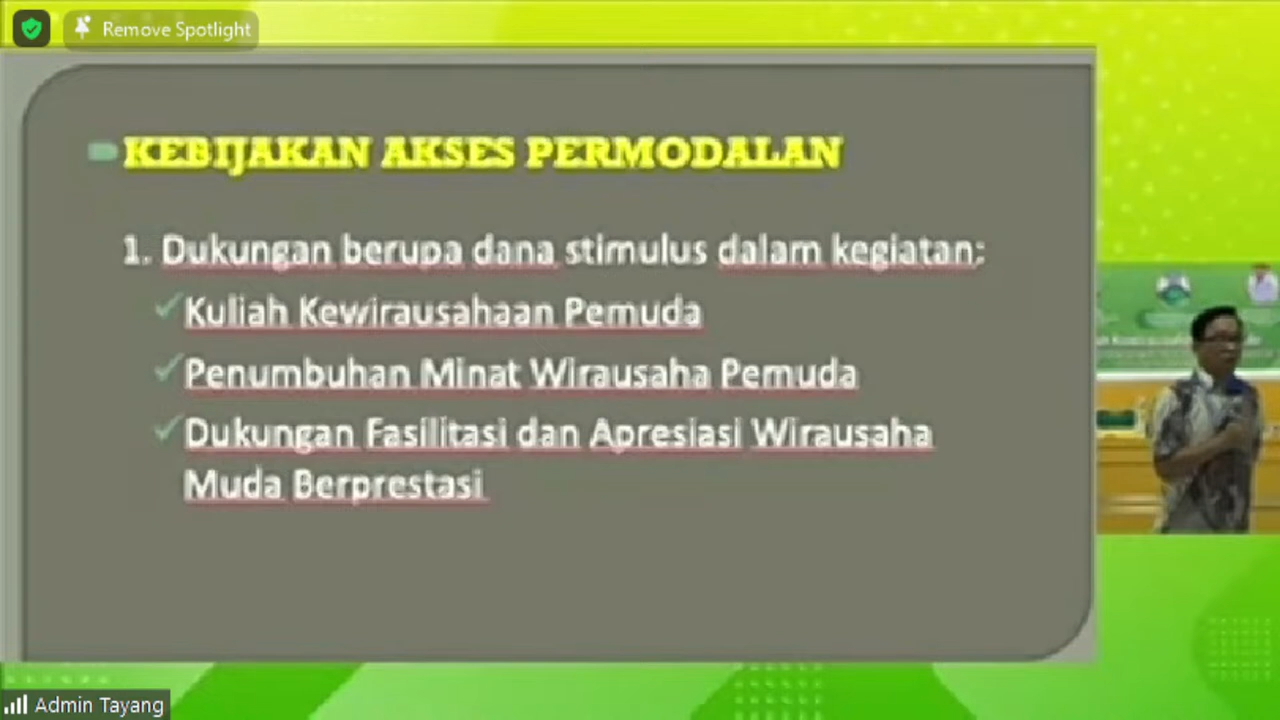 Remove Spotlight
KEBIJAKAN AKSES PERMODALAN
1. Dukungan berupa dana stimulus dalam kegiatan:
Kuliah Kewirausahaan Pemuda
Penumbuhan Minat Wirausaha Pemuda
Dukungan Fasilitasi dan Apresiasi Wirausaha
Muda Berprestasi
Admin Tayang